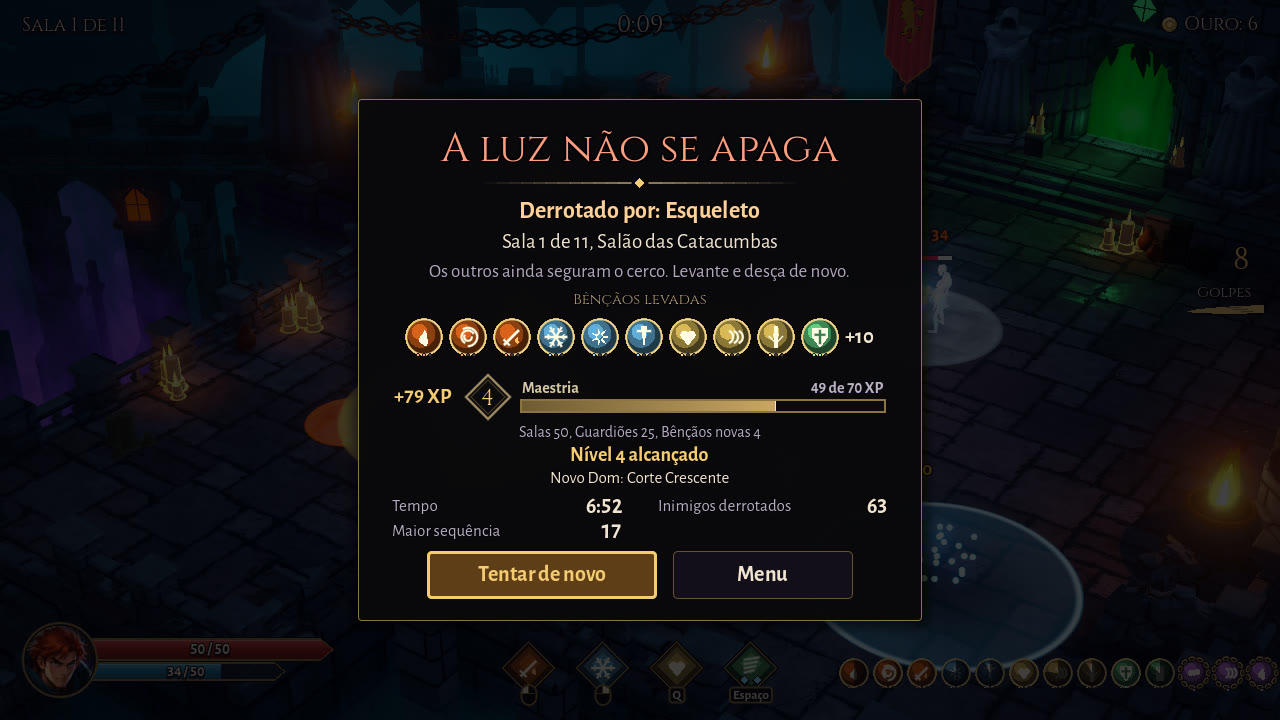 Sala 1 de 11
0:09
Ouro: 6
A luz não se apaga
Derrotado por: Esqueleto
Sala 1 de 11, Salão das Catacumbas
Os outros ainda seguram o cerco. Levante e desça de novo.
Bênçãos levadas
+10
34
8
Golpes
+79 XP
4
Maestria
49 de 70 XP
Salas 50, Guardiões 25, Bênçãos novas 4
Nível 4 alcançado
Novo Dom: Corte Crescente
Tempo
6:52
Inimigos derrotados
63
Maior sequência
17
Tentar de novo
Menu
50 / 50
34 / 50
Q
Espaço